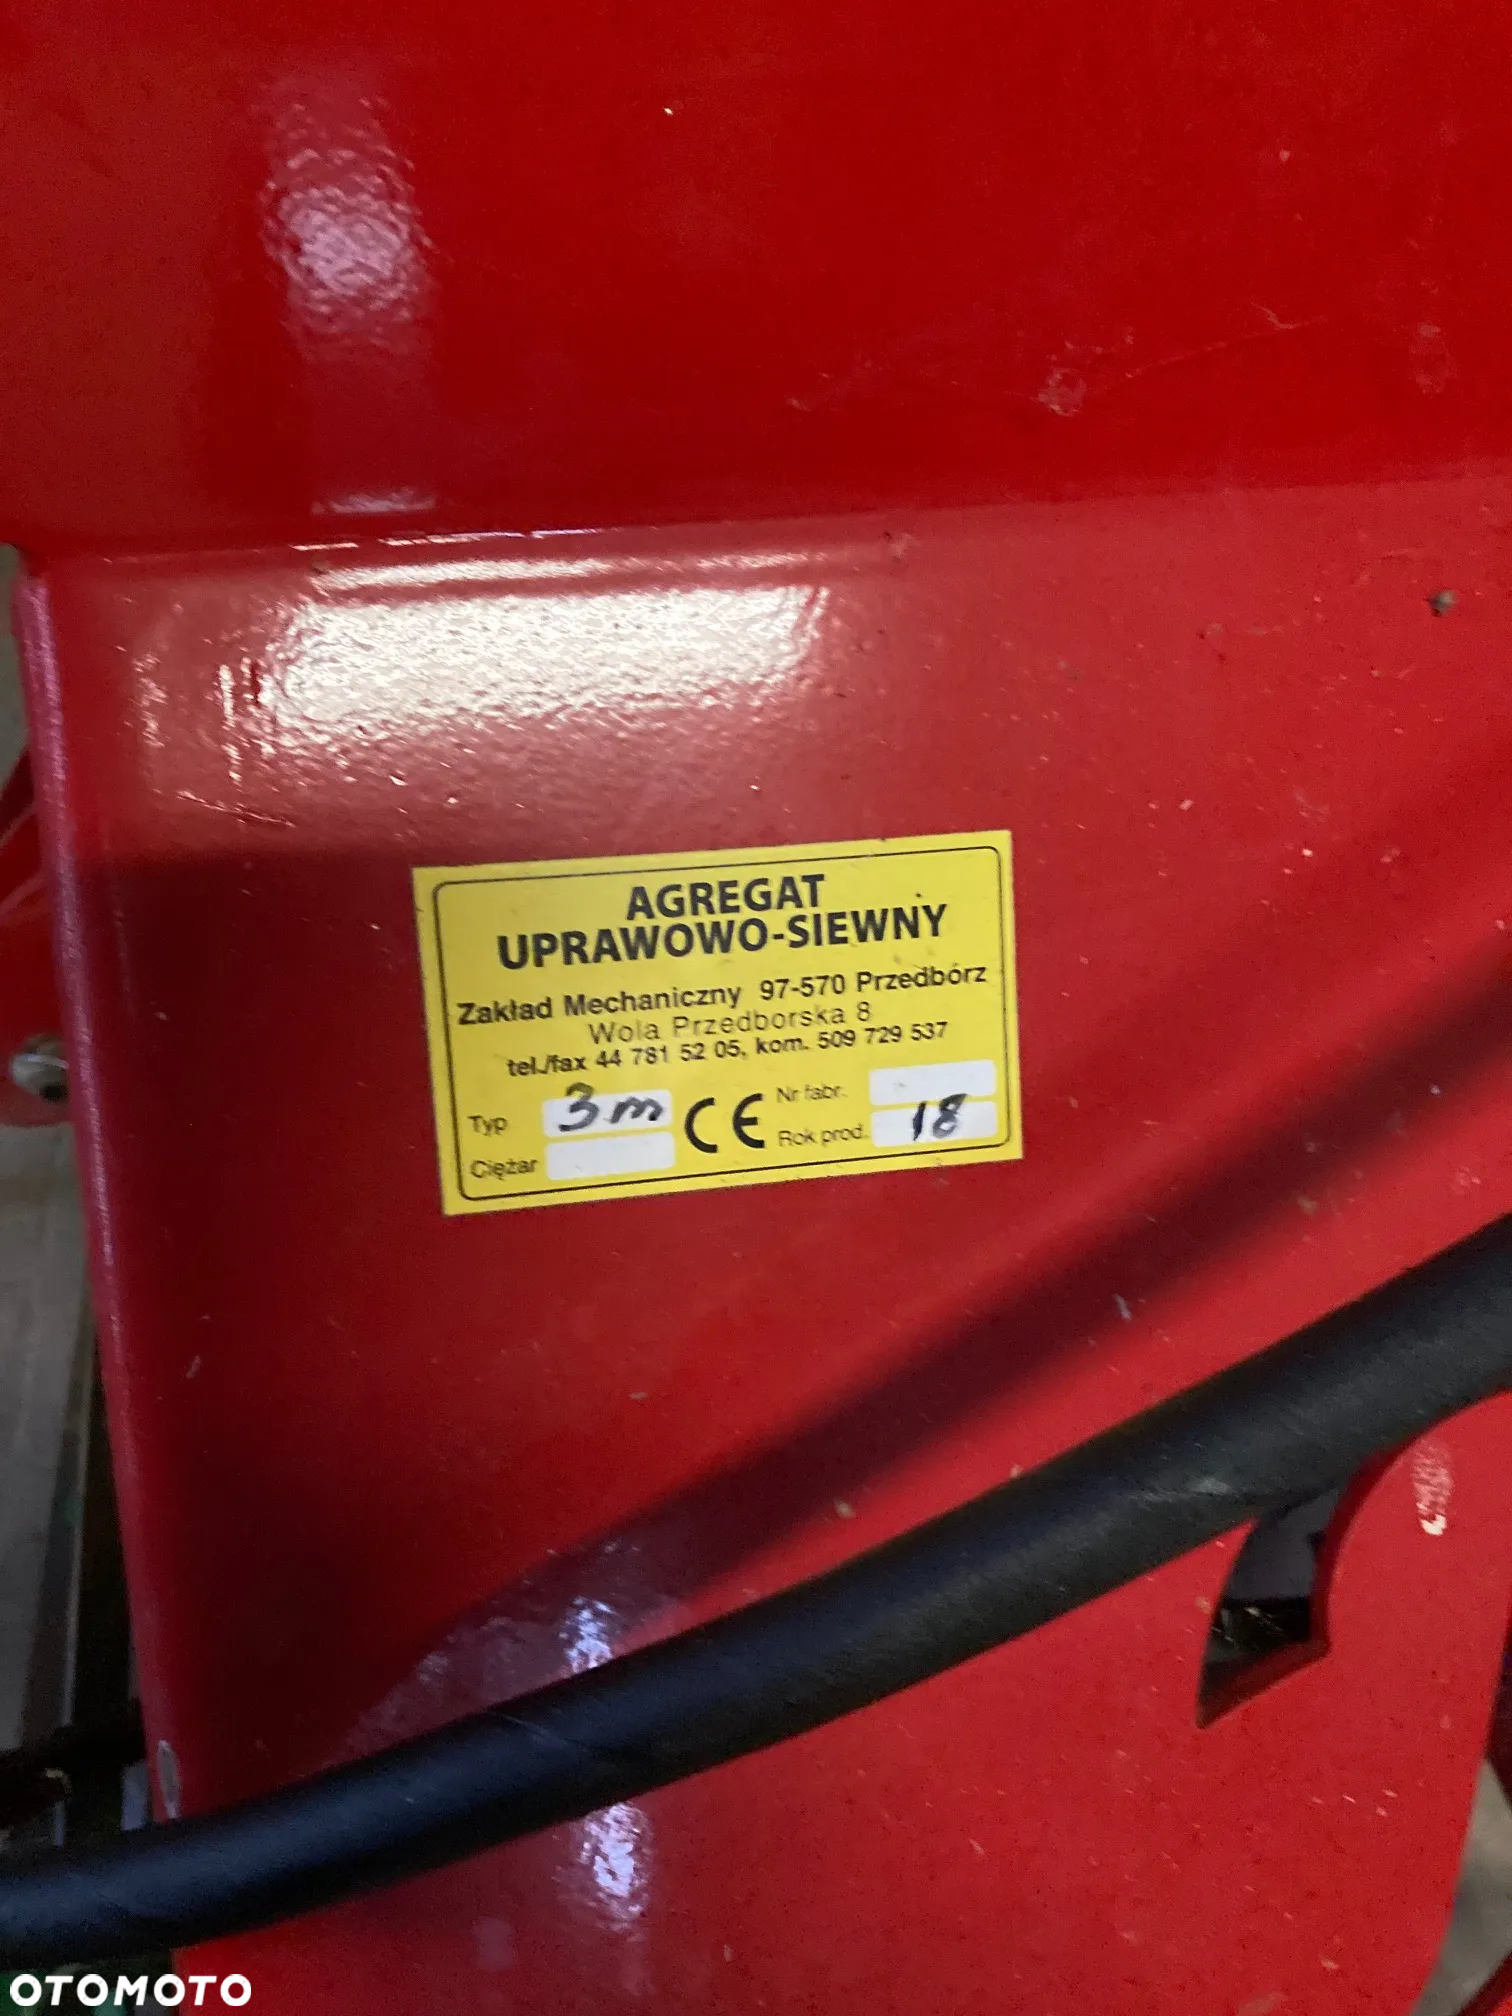 AGREGAT
UPRAWOWO-SIEWNY
Zakład Mechaniczny 97-570 Przedbórz
Wola Przedborska 8
tel./fax 44 781 52 05, kom. 509 729 537
Typ 3m CE Nr fabr.
Ciężar Rok prod. 18
OTOMOTO